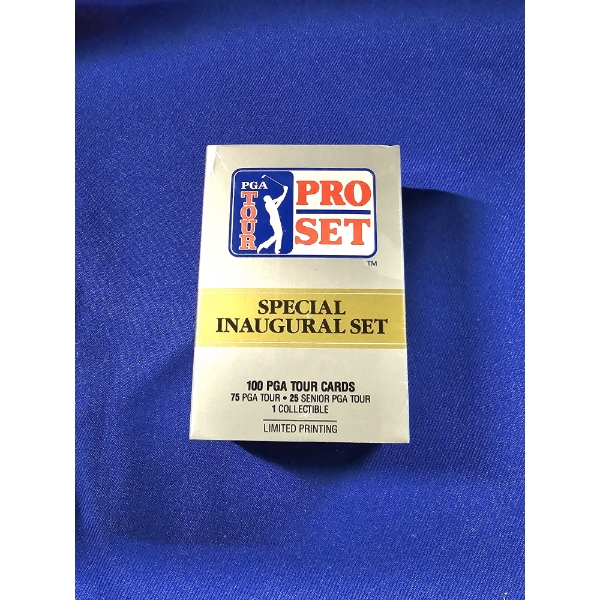 PGA
TOUR
PRO
SET
TM
SPECIAL
INAUGURAL SET
100 PGA TOUR CARDS
75 PGA TOUR • 25 SENIOR PGA TOUR
1 COLLECTIBLE
LIMITED PRINTING